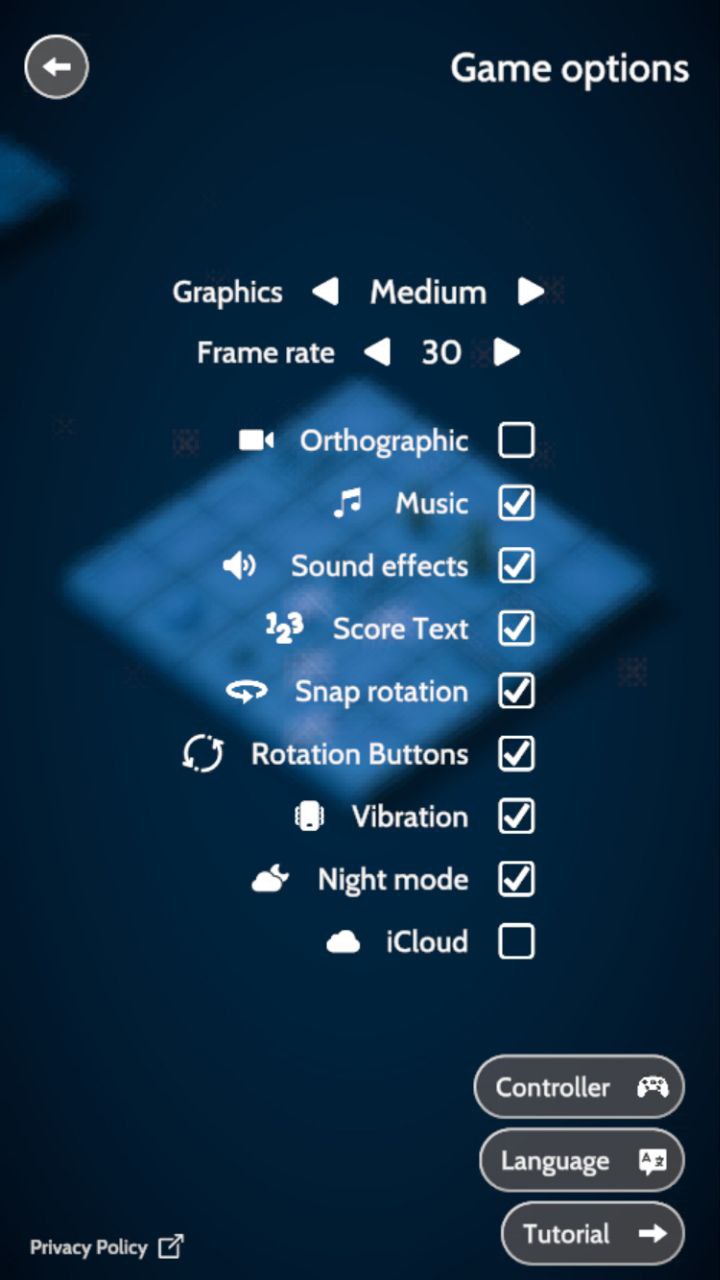 Game options
Graphics Medium
Frame rate 30
Orthographic
Music
Sound effects
123 Score Text
Snap rotation
Rotation Buttons
Vibration
Night mode
iCloud
Controller
Language
Tutorial
Privacy Policy